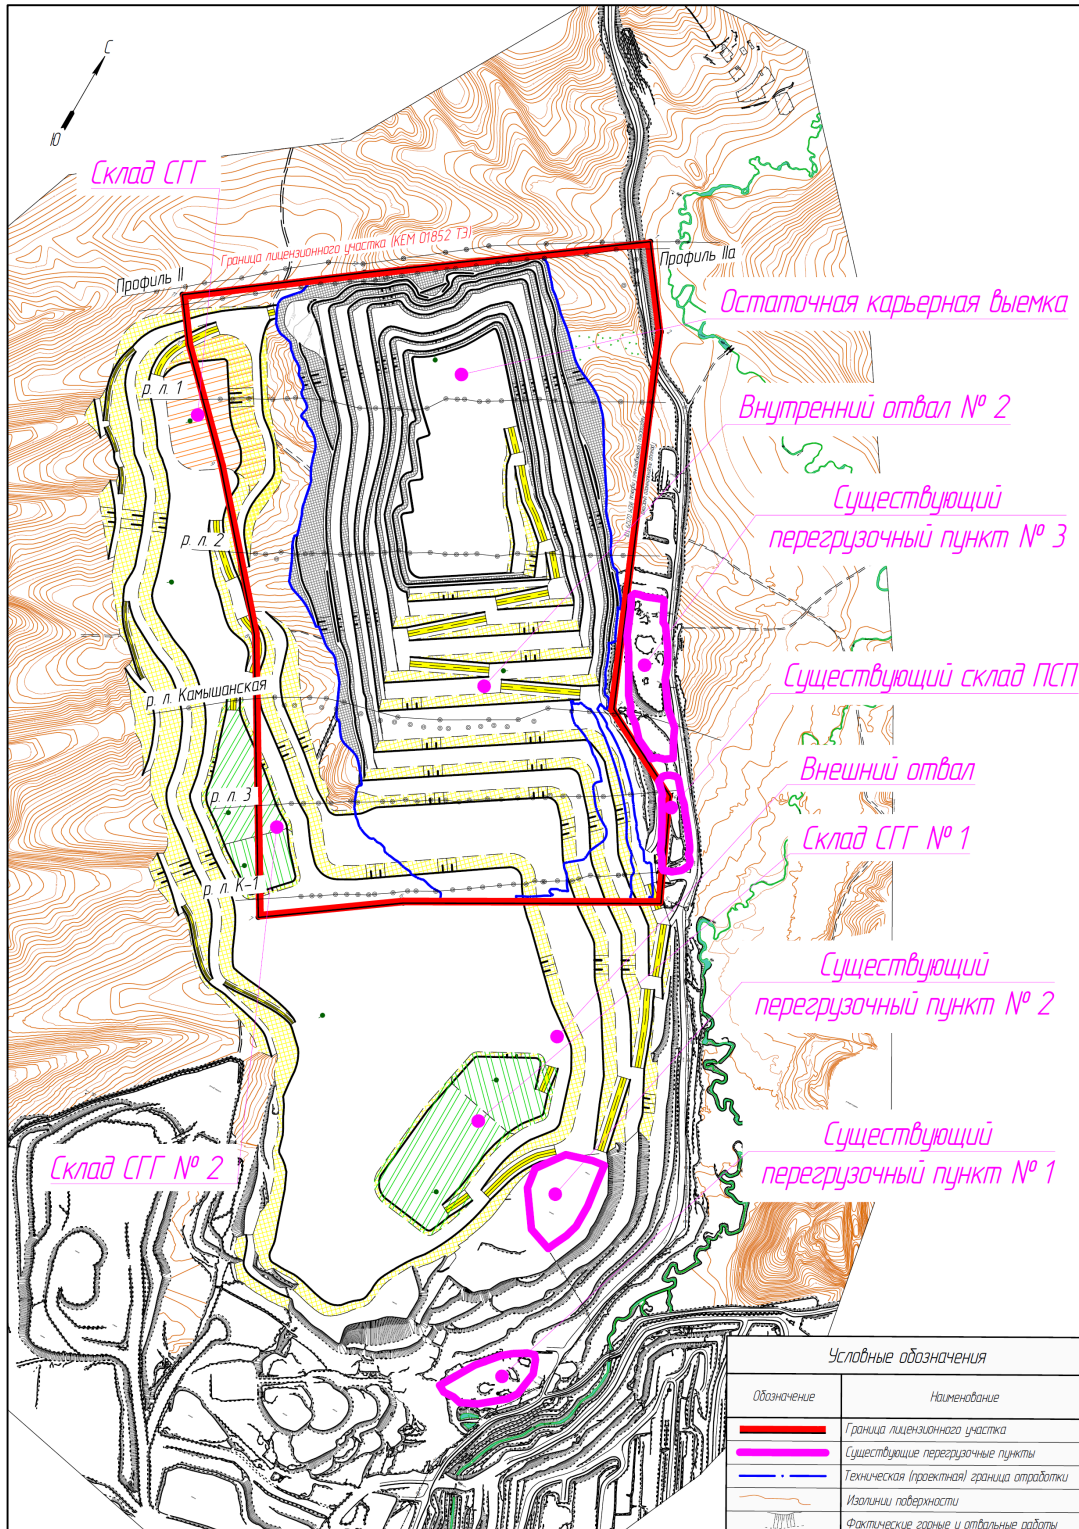 С
Ю
Склад СГГ
Граница лицензионного участка (КЕМ 01852 ТЭ)
Профиль II
Профиль IIа
Остаточная карьерная выемка
р. л. 1
Внутренний отвал № 2
Существующий
перегрузочный пункт № 3
р. л. 2
Существующий склад ПСП
р. л. Камышанская
Внешний отвал
р. л. 3
Склад СГГ № 1
р. л. К-1
Существующий
перегрузочный пункт № 2
Существующий
перегрузочный пункт № 1
Склад СГГ № 2
Условные обозначения
Обозначение
Наименование
Граница лицензионного участка
Существующие перегрузочные пункты
Техническая (проектная) граница отработки
Изолинии поверхности
Фактические горные и отвальные работы